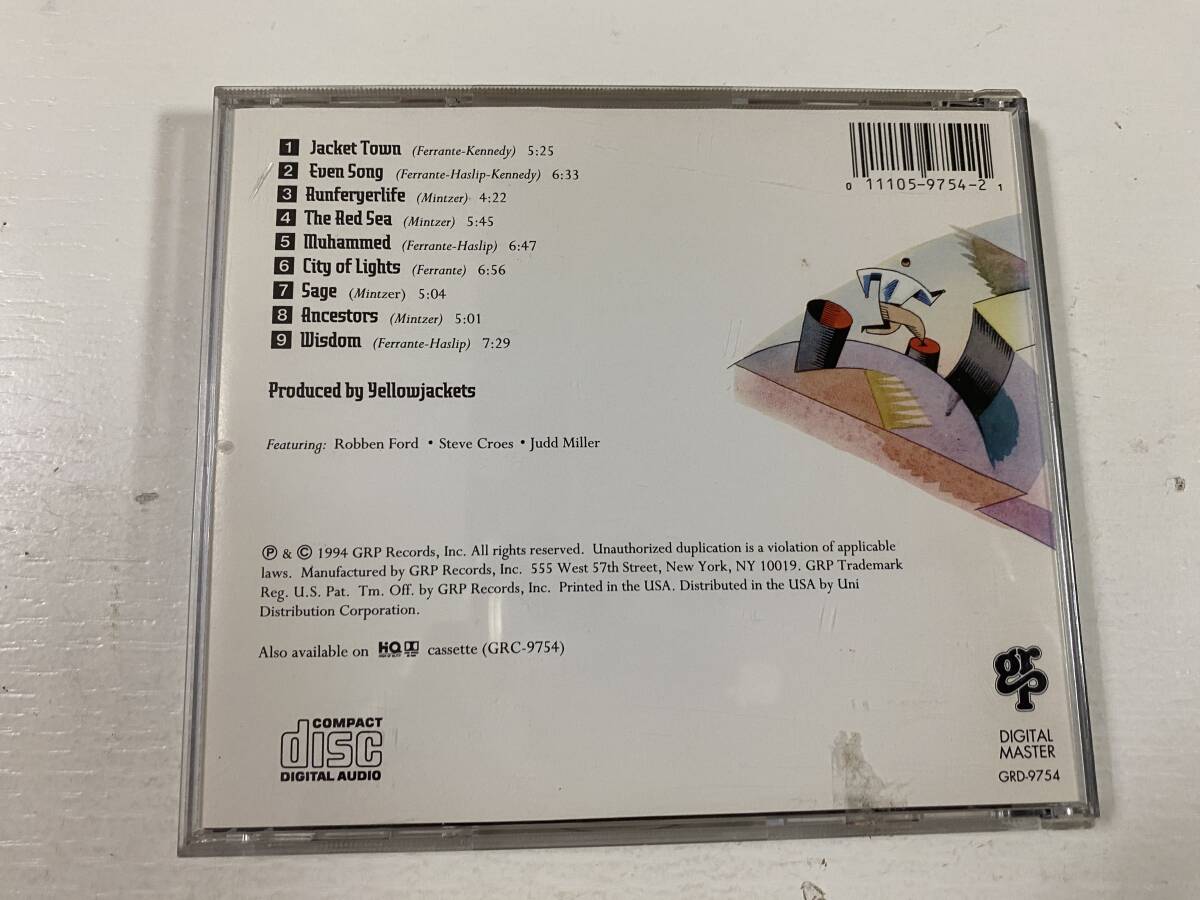 1 Jacket Town (Ferrante-Kennedy) 5:25
2 Even Song (Ferrante-Haslip-Kennedy) 6:33
3 Runferyerlife (Mintzer) 4:22
4 The Red Sea (Mintzer) 5:45
5 Muhammed (Ferrante-Haslip) 6:47
6 City of Lights (Ferrante) 6:56
7 Sage (Mintzer) 5:04
8 Ancestors (Mintzer) 5:01
9 Wisdom (Ferrante-Haslip) 7:29
0 11105-9754-2 1
Produced by Yellowjackets
Featuring: Robben Ford • Steve Croes • Judd Miller
℗ & © 1994 GRP Records, Inc. All rights reserved. Unauthorized duplication is a violation of applicable
laws. Manufactured by GRP Records, Inc. 555 West 57th Street, New York, NY 10019. GRP Trademark
Reg. U.S. Pat. Tm. Off. by GRP Records, Inc. Printed in the USA. Distributed in the USA by Uni
Distribution Corporation.
Also available on HQ cassette (GRC-9754)
COMPACT
disc
DIGITAL AUDIO
grp
DIGITAL
MASTER
GRD-9754